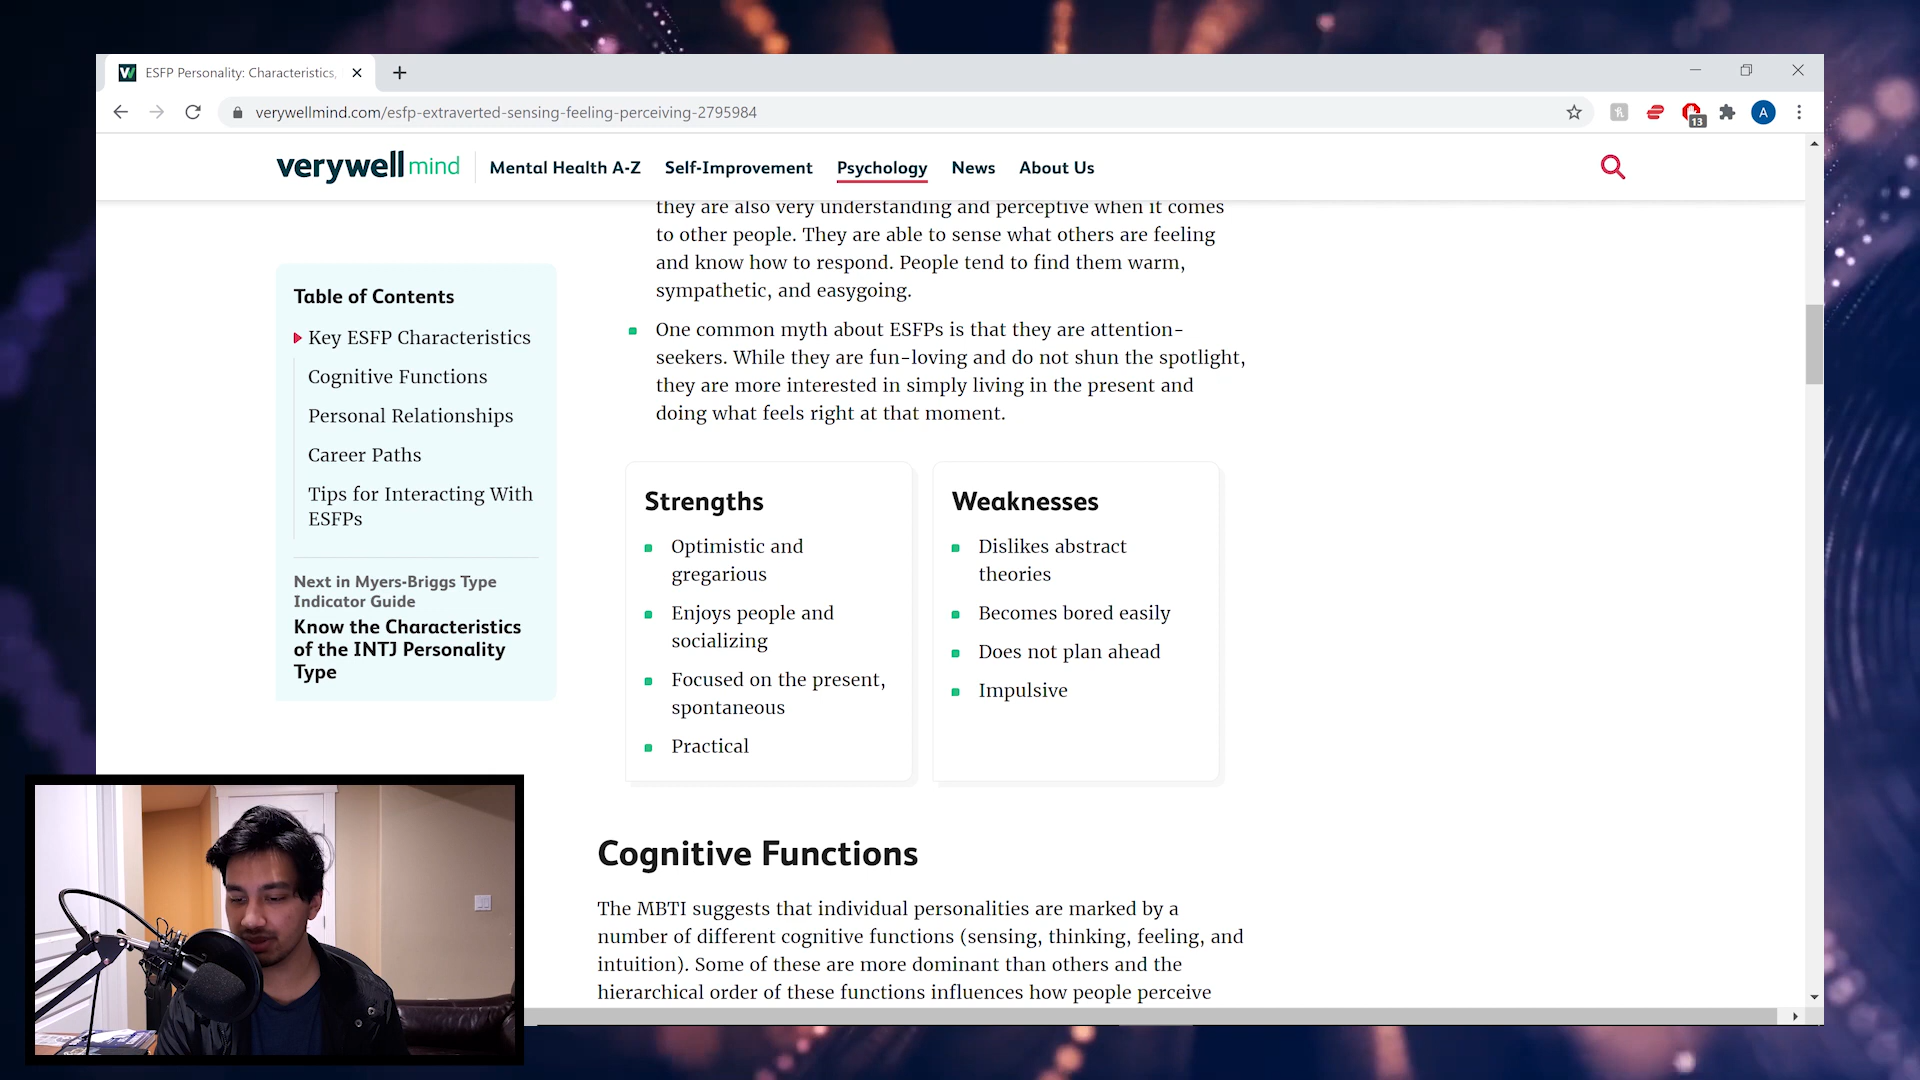 ESFP Personality: Characteristics,
verywellmind.com/esfp-extraverted-sensing-feeling-perceiving-2795984
13
A
verywell mind
Mental Health A-Z Self-Improvement Psychology News About Us
they are also very understanding and perceptive when it comes
to other people. They are able to sense what others are feeling
and know how to respond. People tend to find them warm,
sympathetic, and easygoing.
One common myth about ESFPs is that they are attention-
seekers. While they are fun-loving and do not shun the spotlight,
they are more interested in simply living in the present and
doing what feels right at that moment.
Table of Contents
Key ESFP Characteristics
Cognitive Functions
Personal Relationships
Career Paths
Tips for Interacting With
ESFPs
Next in Myers-Briggs Type
Indicator Guide
Know the Characteristics
of the INTJ Personality
Type
Strengths
Optimistic and
gregarious
Enjoys people and
socializing
Focused on the present,
spontaneous
Practical
Weaknesses
Dislikes abstract
theories
Becomes bored easily
Does not plan ahead
Impulsive
Cognitive Functions
The MBTI suggests that individual personalities are marked by a
number of different cognitive functions (sensing, thinking, feeling, and
intuition). Some of these are more dominant than others and the
hierarchical order of these functions influences how people perceive